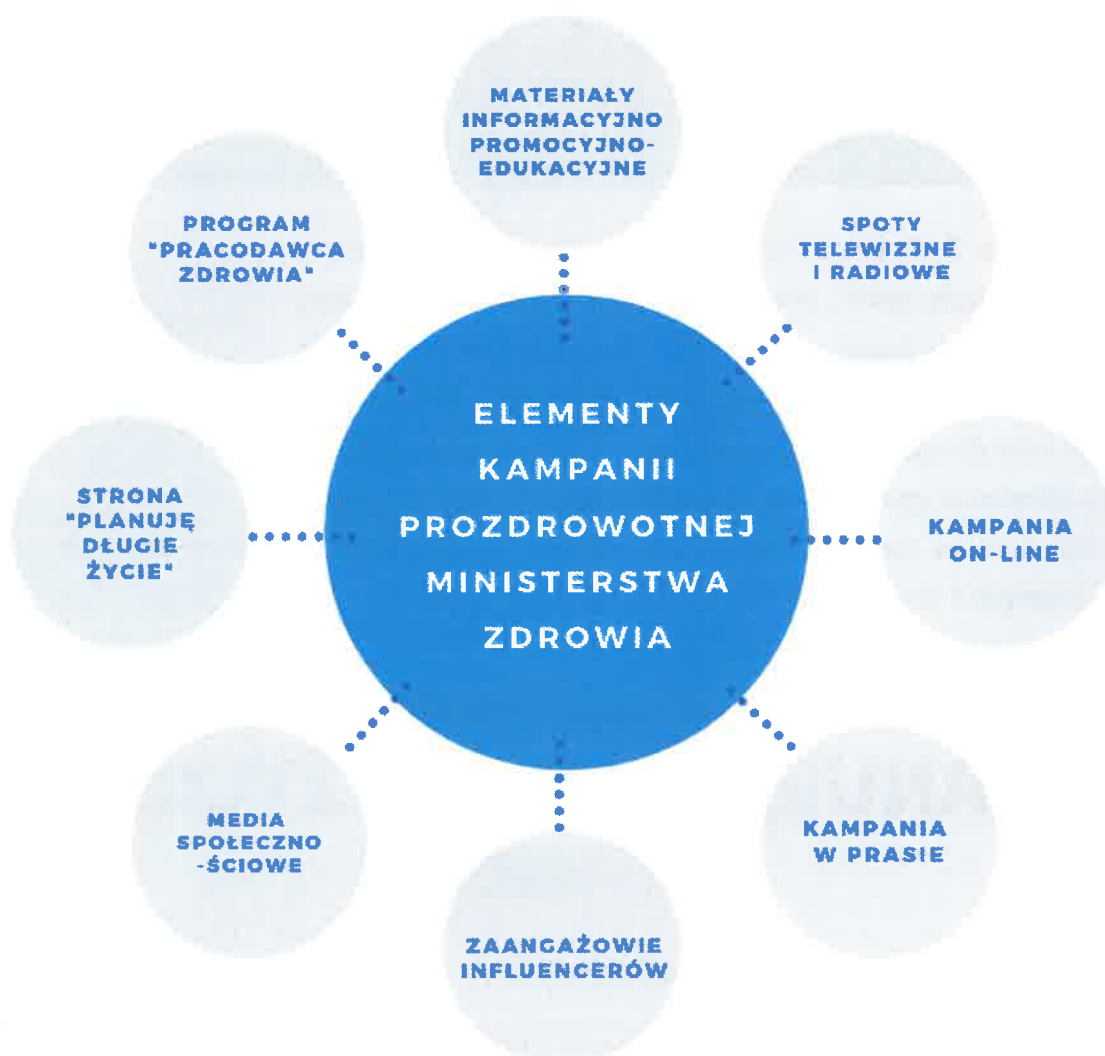 MATERIAŁY
INFORMACYJNO
PROMOCYJNO-
EDUKACYJNE
PROGRAM
"PRACODAWCA
ZDROWIA"
SPOTY
TELEWIZJNE
I RADIOWE
ELEMENTY
KAMPANII
PROZDROWOTNEJ
MINISTERSTWA
ZDROWIA
STRONA
"PLANUJĘ
DŁUGIE
ŻYCIE"
KAMPANIA
ON-LINE
MEDIA
SPOŁECZNO
-ŚCIOWE
KAMPANIA
W PRASIE
ZAANGAŻOWIE
INFLUENCERÓW